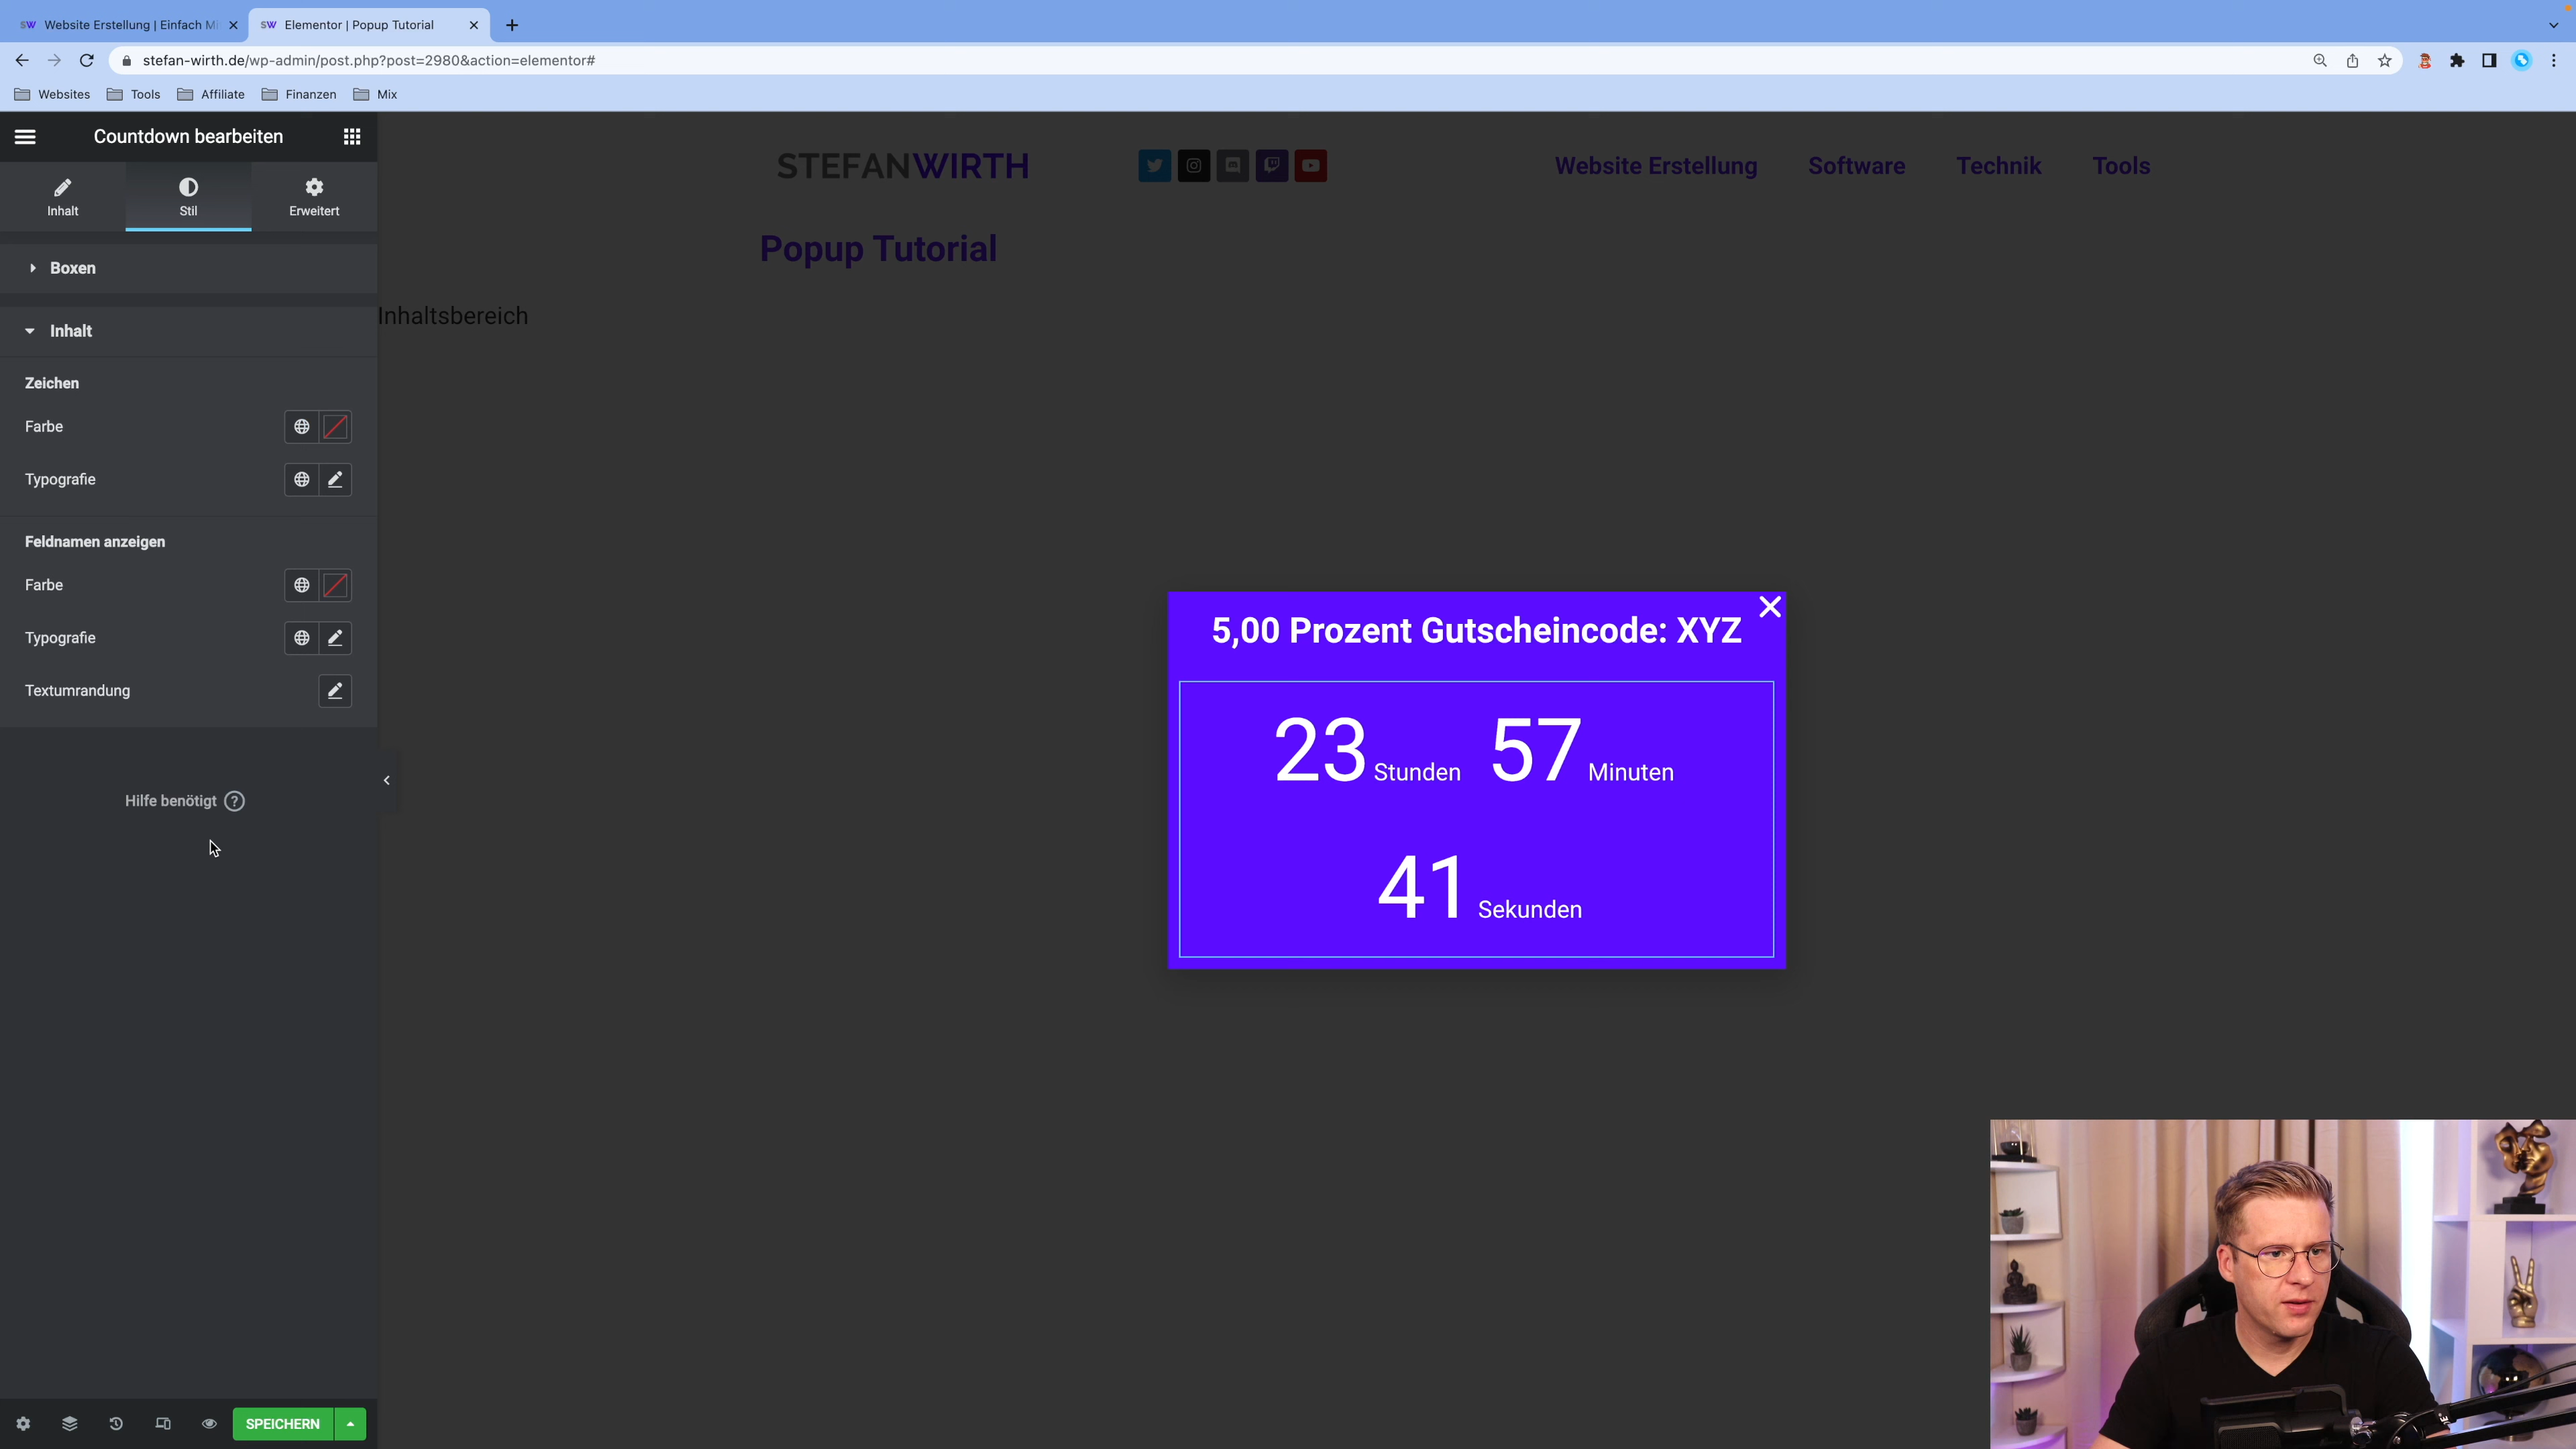 SW Website Erstellung | Einfach Mi
SW Elementor | Popup Tutorial
stefan-wirth.de/wp-admin/post.php?post=2980&action=elementor#
Websites Tools Affiliate Finanzen Mix
Countdown bearbeiten
Inhalt Stil Erweitert
Boxen
Inhalt
Zeichen
Farbe
Typografie
Feldnamen anzeigen
Farbe
Typografie
Textumrandung
Hilfe benötigt ?
SPEICHERN
STEFANWIRTH
Website Erstellung Software Technik Tools
Popup Tutorial
Inhaltsbereich
5,00 Prozent Gutscheincode: XYZ
23 Stunden 57 Minuten
41 Sekunden